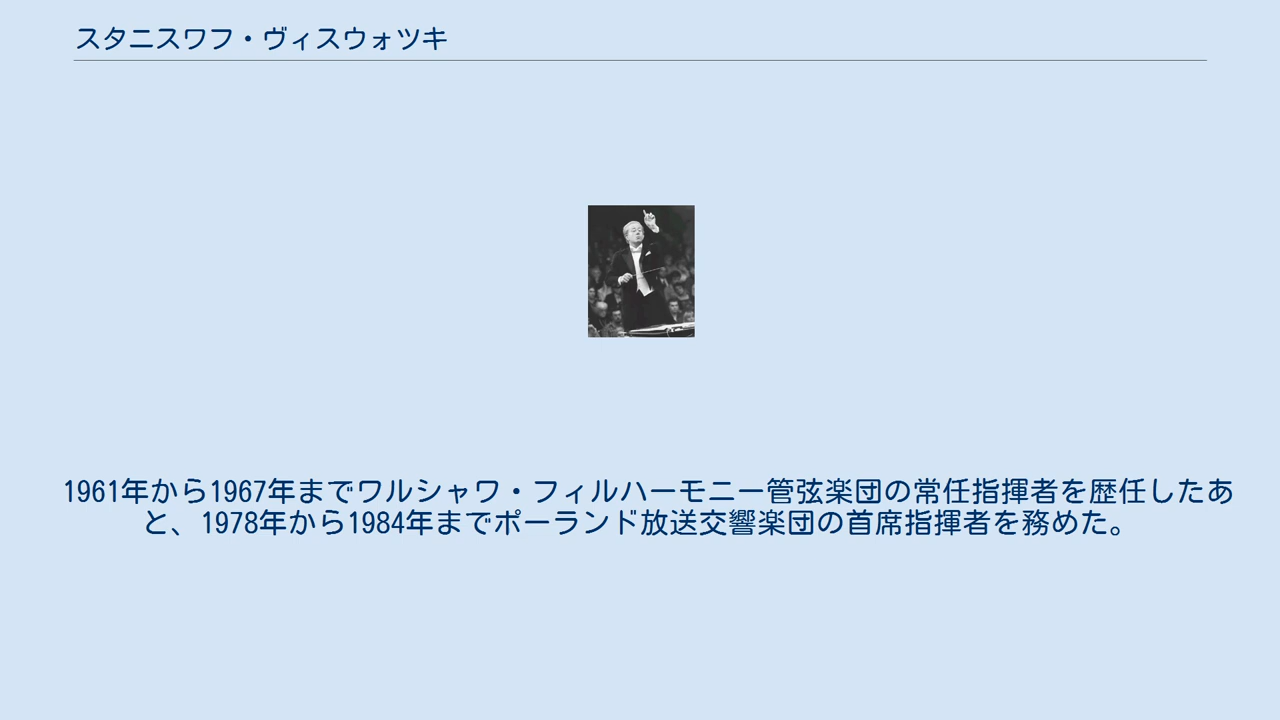 スタニスワフ・ヴィスウォツキ
1961年から1967年までワルシャワ・フィルハーモニー管弦楽団の常任指揮者を歴任したあ
と、1978年から1984年までポーランド放送交響楽団の首席指揮者を務めた。